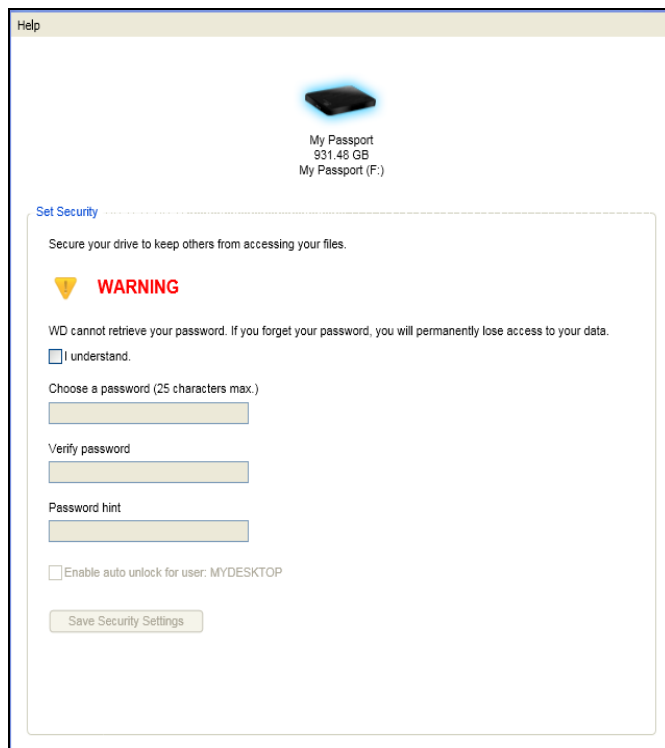 Help
My Passport
931.48 GB
My Passport (F:)
Set Security
Secure your drive to keep others from accessing your files.
WARNING
WD cannot retrieve your password. If you forget your password, you will permanently lose access to your data.
I understand.
Choose a password (25 characters max.)
Verify password
Password hint
Enable auto unlock for user: MYDESKTOP
Save Security Settings